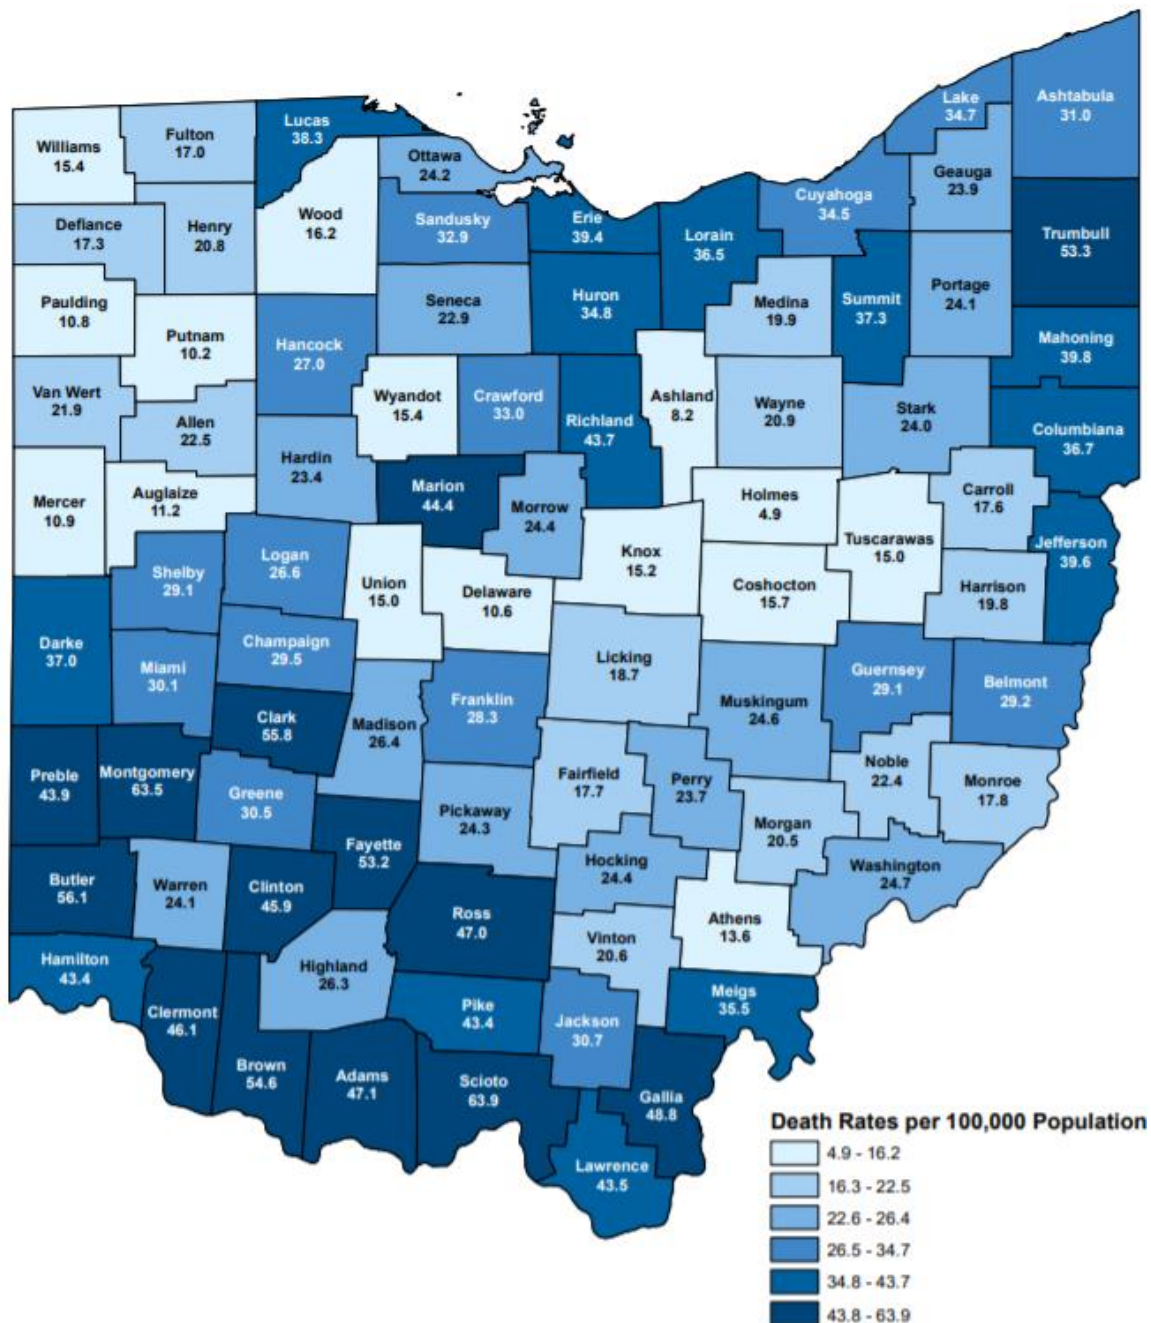 Lake
34.7
Ashtabula
31.0
Lucas
38.3
Fulton
17.0
Williams
15.4
Ottawa
24.2
Geauga
23.9
Cuyahoga
34.5
Wood
16.2
Sandusky
32.9
Erie
39.4
Defiance
17.3
Henry
20.8
Lorain
36.5
Trumbull
53.3
Portage
24.1
Paulding
10.8
Seneca
22.9
Huron
34.8
Medina
19.9
Summit
37.3
Putnam
10.2
Hancock
27.0
Mahoning
39.8
Van Wert
21.9
Wyandot
15.4
Crawford
33.0
Ashland
8.2
Wayne
20.9
Stark
24.0
Allen
22.5
Richland
43.7
Columbiana
36.7
Hardin
23.4
Marion
44.4
Mercer
10.9
Auglaize
11.2
Morrow
24.4
Holmes
4.9
Carroll
17.6
Tuscarawas
15.0
Jefferson
39.6
Logan
26.6
Knox
15.2
Shelby
29.1
Union
15.0
Delaware
10.6
Coshocton
15.7
Harrison
19.8
Darke
37.0
Champaign
29.5
Licking
18.7
Miami
30.1
Guernsey
29.1
Belmont
29.2
Franklin
28.3
Muskingum
24.6
Clark
55.8
Madison
26.4
Preble
43.9
Montgomery
63.5
Noble
22.4
Fairfield
17.7
Perry
23.7
Monroe
17.8
Greene
30.5
Pickaway
24.3
Morgan
20.5
Fayette
53.2
Hocking
24.4
Washington
24.7
Butler
56.1
Warren
24.1
Clinton
45.9
Ross
47.0
Athens
13.6
Vinton
20.6
Hamilton
43.4
Highland
26.3
Meigs
35.5
Clermont
46.1
Pike
43.4
Jackson
30.7
Brown
54.6
Adams
47.1
Scioto
63.9
Gallia
48.8
Lawrence
43.5
Death Rates per 100,000 Population
4.9 - 16.2
16.3 - 22.5
22.6 - 26.4
26.5 - 34.7
34.8 - 43.7
43.8 - 63.9